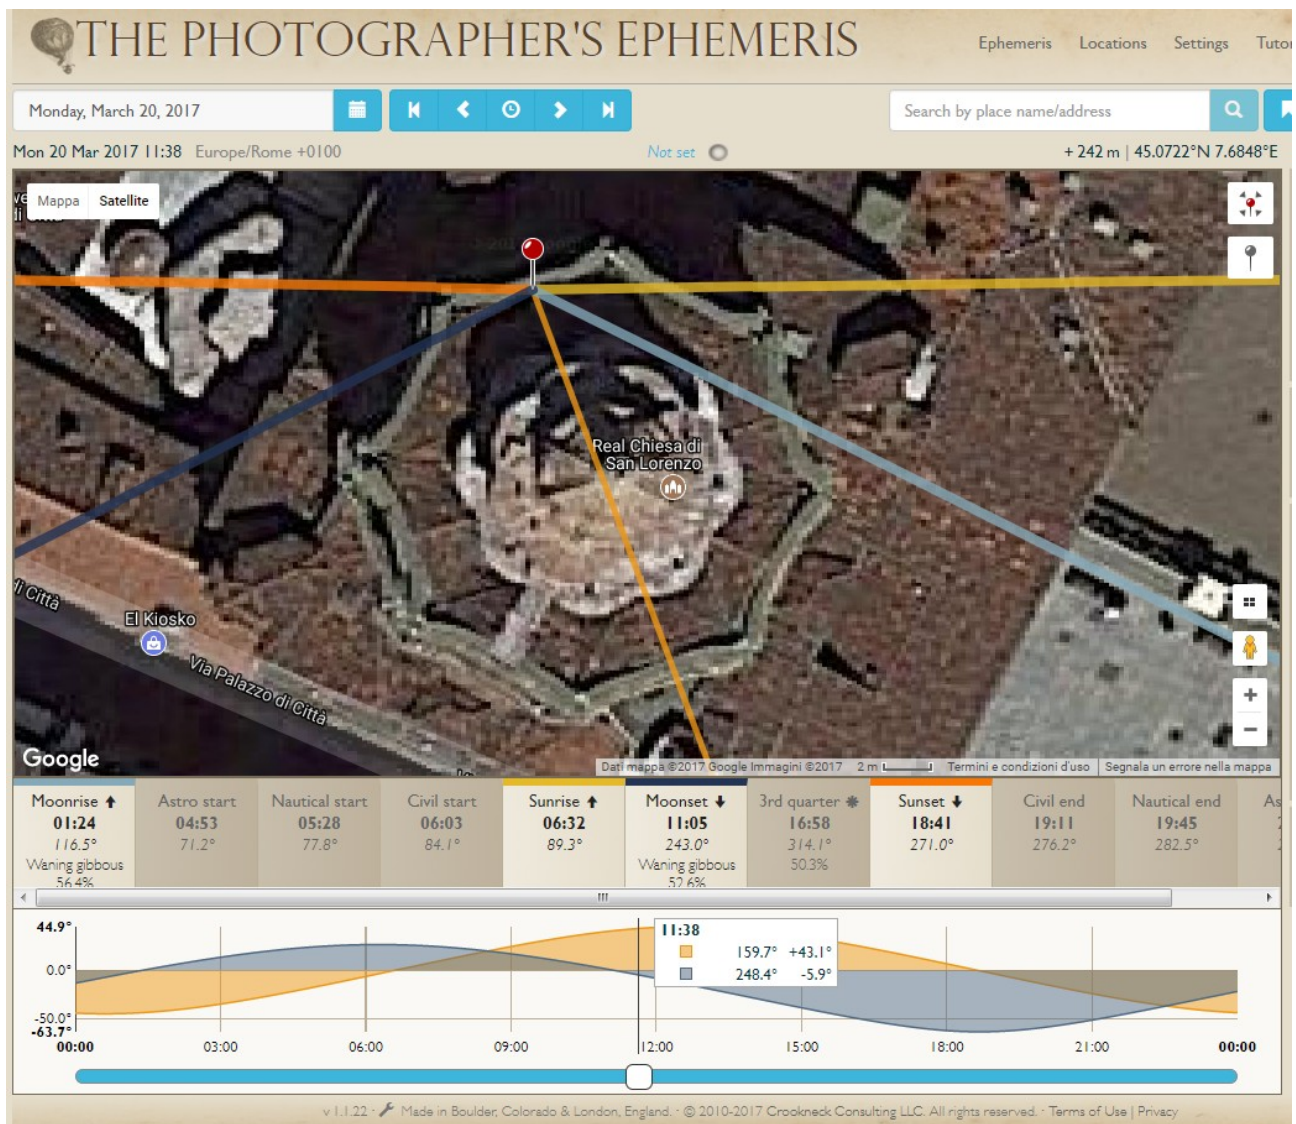 THE PHOTOGRAPHER'S EPHEMERIS
Ephemeris Locations Settings Tutor
Monday, March 20, 2017
Search by place name/address
Mon 20 Mar 2017 11:38 Europe/Rome +0100
Not set
+ 242 m | 45.0722°N 7.6848°E
Mappa Satellite
Real Chiesa di
San Lorenzo
di Città
El Kiosko
Via Palazzo di Città
Google
Dati mappa ©2017 Google Immagini ©2017 2 m Termini e condizioni d'uso Segnala un errore nella mappa
Moonrise Astro start Nautical start Civil start Sunrise Moonset 3rd quarter Sunset Civil end Nautical end As
01:24 04:53 05:28 06:03 06:32 11:05 16:58 18:41 19:11 19:45
116.5° 71.2° 77.8° 84.1° 89.3° 243.0° 314.1° 271.0° 276.2° 282.5°
Waning gibbous Waning gibbous 50.3%
56.4% 52.6%
44.9°
0.0°
-50.0°
-63.7°
11:38
159.7° +43.1°
248.4° -5.9°
00:00 03:00 06:00 09:00 12:00 15:00 18:00 21:00 00:00
v 1.1.22 · Made in Boulder, Colorado & London, England. · © 2010-2017 Crookneck Consulting LLC. All rights reserved. · Terms of Use | Privacy